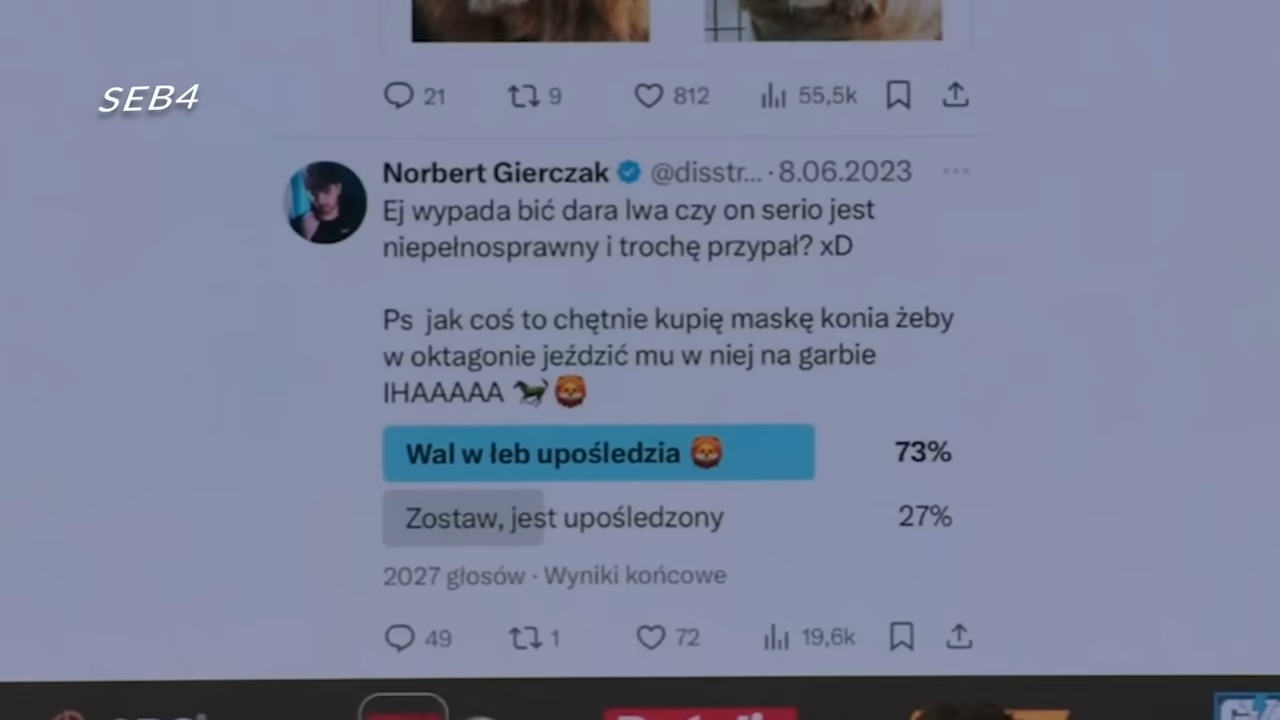 SEB4
21 9 812 55,5k
Norbert Gierczak @disstr... · 8.06.2023
Ej wypada bić dara lwa czy on serio jest
niepełnosprawny i trochę przypał? xD
Ps jak coś to chętnie kupię maskę konia żeby
w oktagonie jeździć mu w niej na garbie
IHAAAAA
Wal w łeb upośledzia 73%
Zostaw, jest upośledzony 27%
2027 głosów · Wyniki końcowe
49 1 72 19,6k